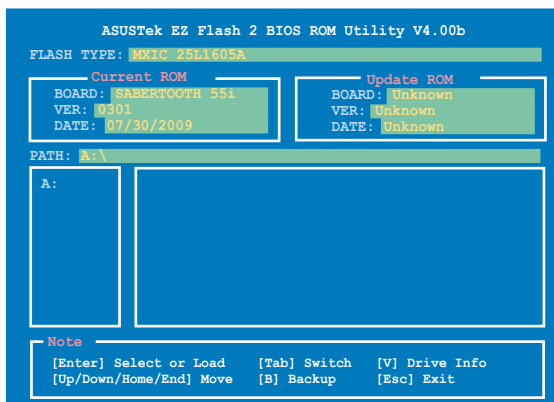 ASUSTek EZ Flash 2 BIOS ROM Utility V4.00b
FLASH TYPE: MXIC 25L1605A
Current ROM
BOARD: SABERTOOTH 55i
VER: 0301
DATE: 07/30/2009
Update ROM
BOARD: Unknown
VER: Unknown
DATE: Unknown
PATH: A:\
A:
Note
[Enter] Select or Load [Tab] Switch [V] Drive Info
[Up/Down/Home/End] Move [B] Backup [Esc] Exit